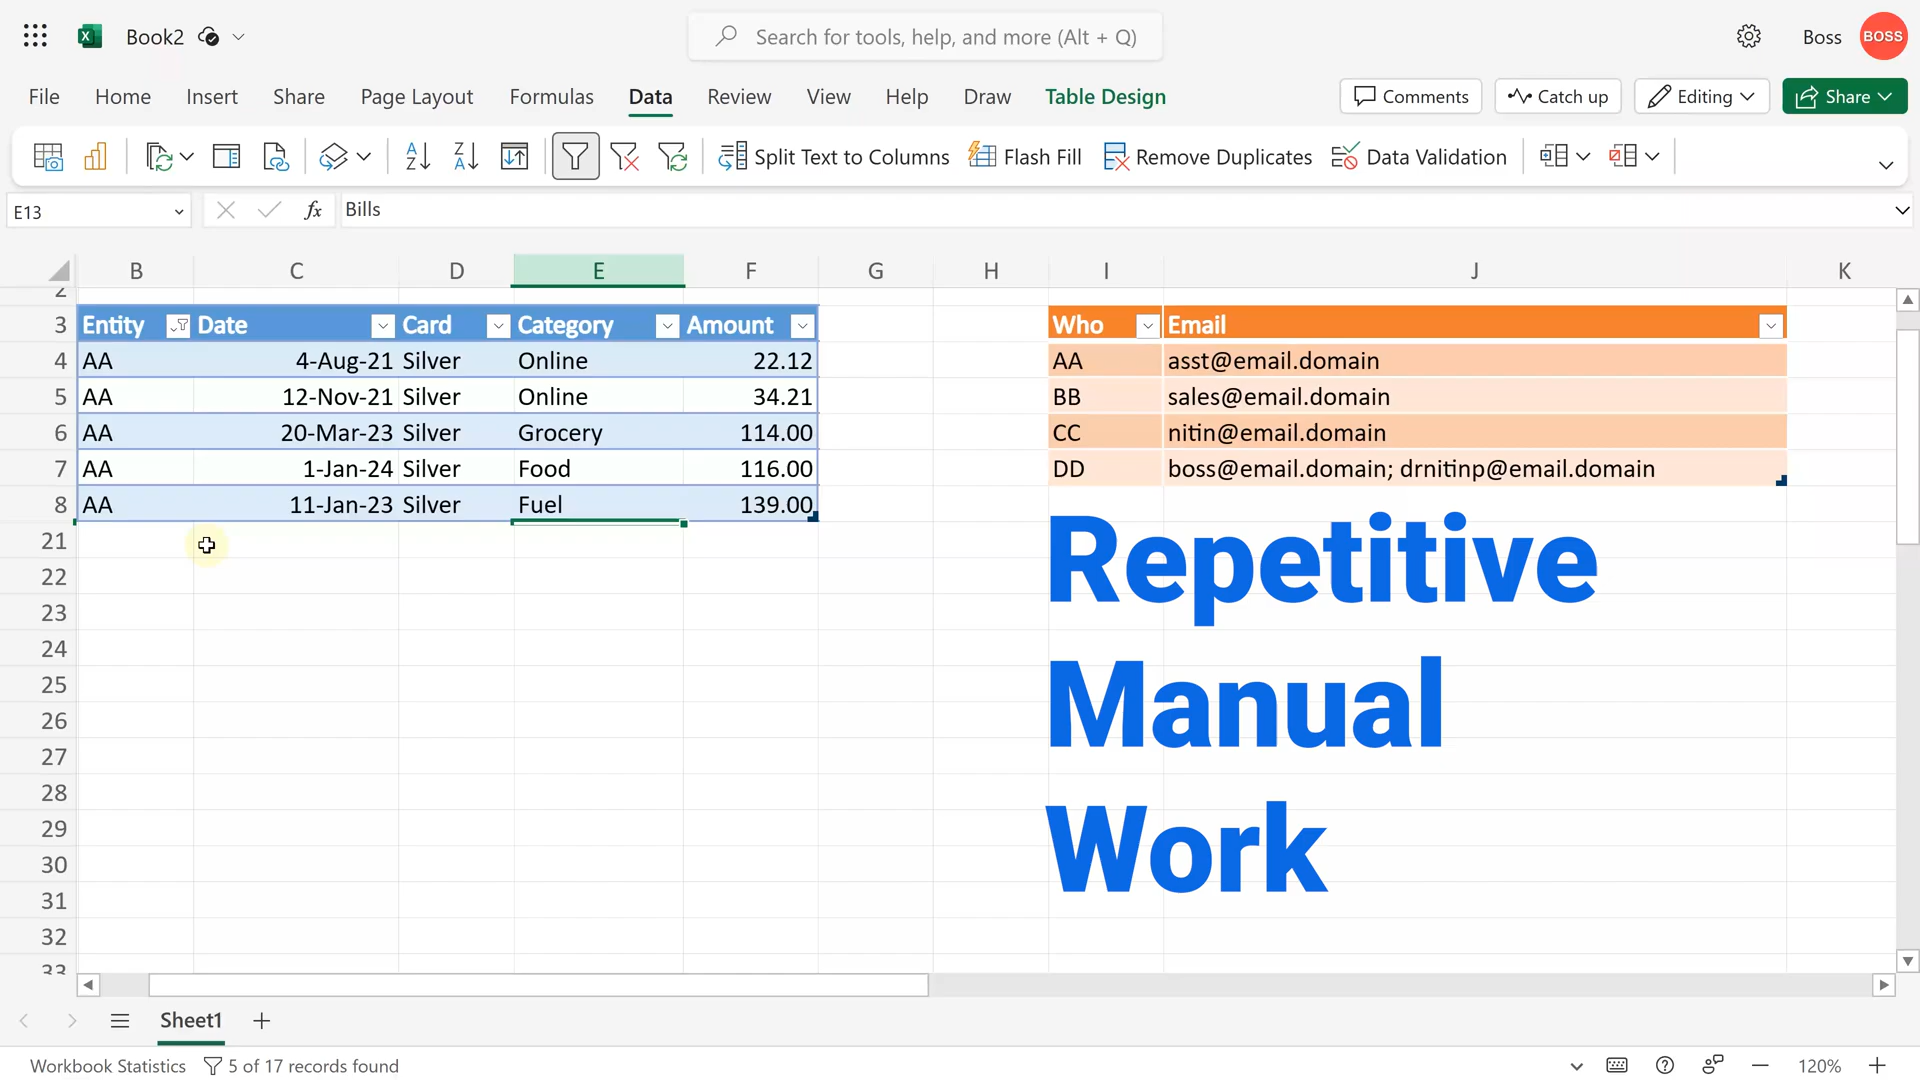 Book2
Search for tools, help, and more (Alt + Q)
Boss
BOSS
File Home Insert Share Page Layout Formulas Data Review View Help Draw Table Design
Comments Catch up Editing Share
Split Text to Columns Flash Fill Remove Duplicates Data Validation
E13 fx Bills
B C D E F G H I J K
2
3 Entity Date Card Category Amount Who Email
4 AA 4-Aug-21 Silver Online 22.12 AA asst@email.domain
5 AA 12-Nov-21 Silver Online 34.21 BB sales@email.domain
6 AA 20-Mar-23 Silver Grocery 114.00 CC nitin@email.domain
7 AA 1-Jan-24 Silver Food 116.00 DD boss@email.domain; drnitinp@email.domain
8 AA 11-Jan-23 Silver Fuel 139.00
21
22
23
24
25
26
27
28
29
30
31
32
33
Repetitive
Manual
Work
Sheet1
Workbook Statistics 5 of 17 records found 120%